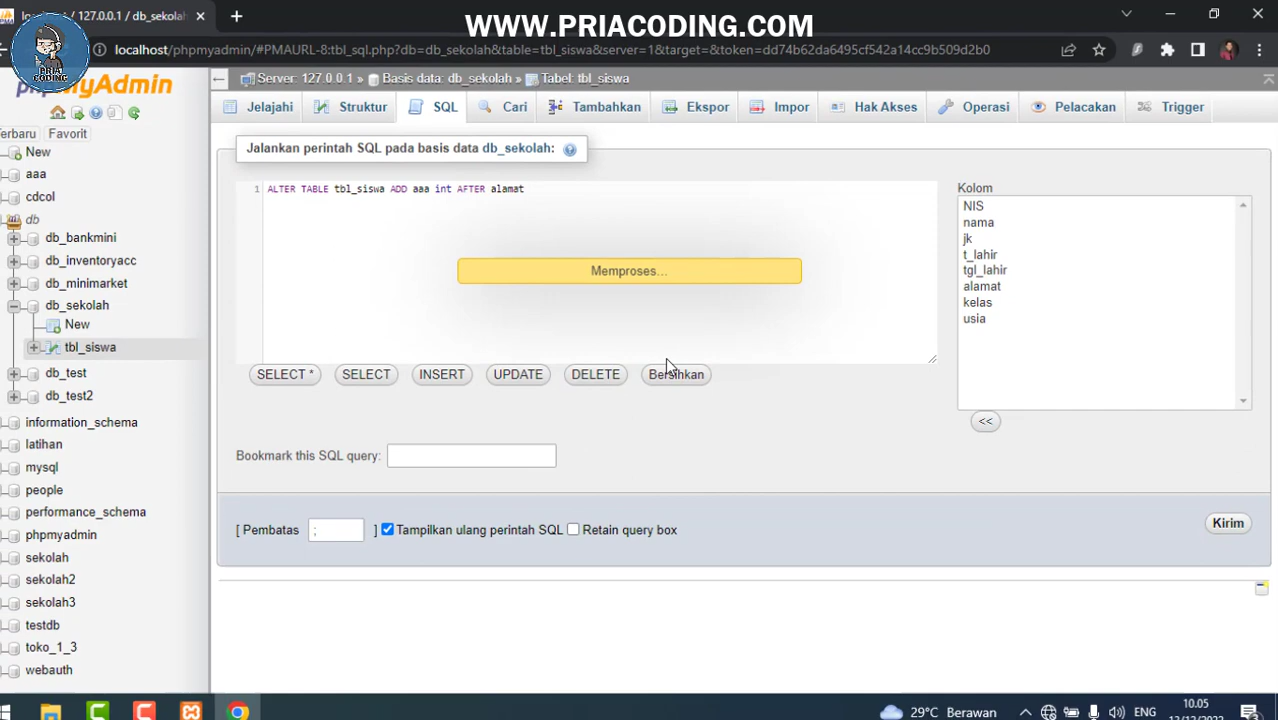 WWW.PRIACODING.COM
127.0.0.1 / db_sekolah
localhost/phpmyadmin/#PMAURL-8:tbl_sql.php?db=db_sekolah&table=tbl_siswa&server=1&target=&token=dd74b62da6495cf542a14cc9b509d2b0
PRIA
CODING
phpMyAdmin
Terbaru Favorit
New
aaa
cdcol
db
db_bankmini
db_inventoryacc
db_minimarket
db_sekolah
New
tbl_siswa
db_test
db_test2
information_schema
latihan
mysql
people
performance_schema
phpmyadmin
sekolah
sekolah2
sekolah3
testdb
toko_1_3
webauth
Server: 127.0.0.1 » Basis data: db_sekolah » Tabel: tbl_siswa
Jelajahi Struktur SQL Cari Tambahkan Ekspor Impor Hak Akses Operasi Pelacakan Trigger
Jalankan perintah SQL pada basis data db_sekolah:
1 ALTER TABLE tbl_siswa ADD aaa int AFTER alamat
Memproses...
Kolom
NIS
nama
jk
t_lahir
tgl_lahir
alamat
kelas
usia
SELECT * SELECT INSERT UPDATE DELETE Bersihkan
<<
Bookmark this SQL query:
[ Pembatas ; ] Tampilkan ulang perintah SQL Retain query box
Kirim
29°C Berawan ENG 10.05